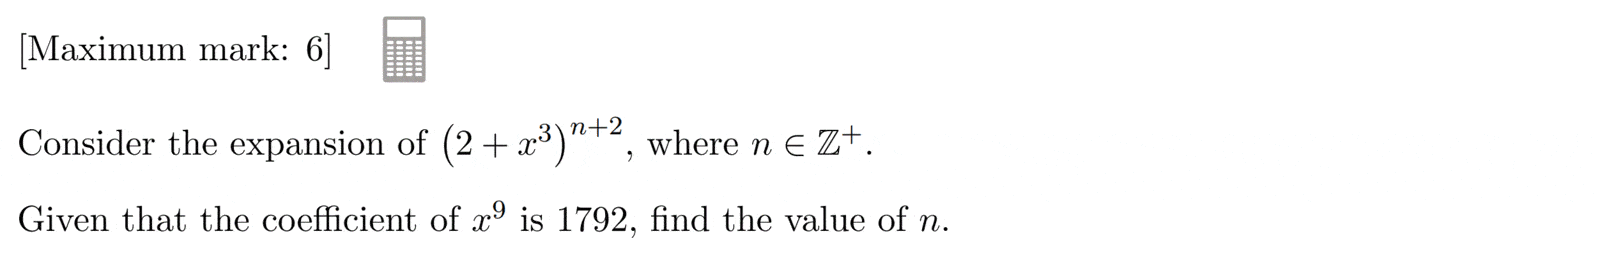 [Maximum mark: 6]
Consider the expansion of (2 + x³)ⁿ⁺², where n ∈ ℤ⁺.
Given that the coefficient of x⁹ is 1792, find the value of n.